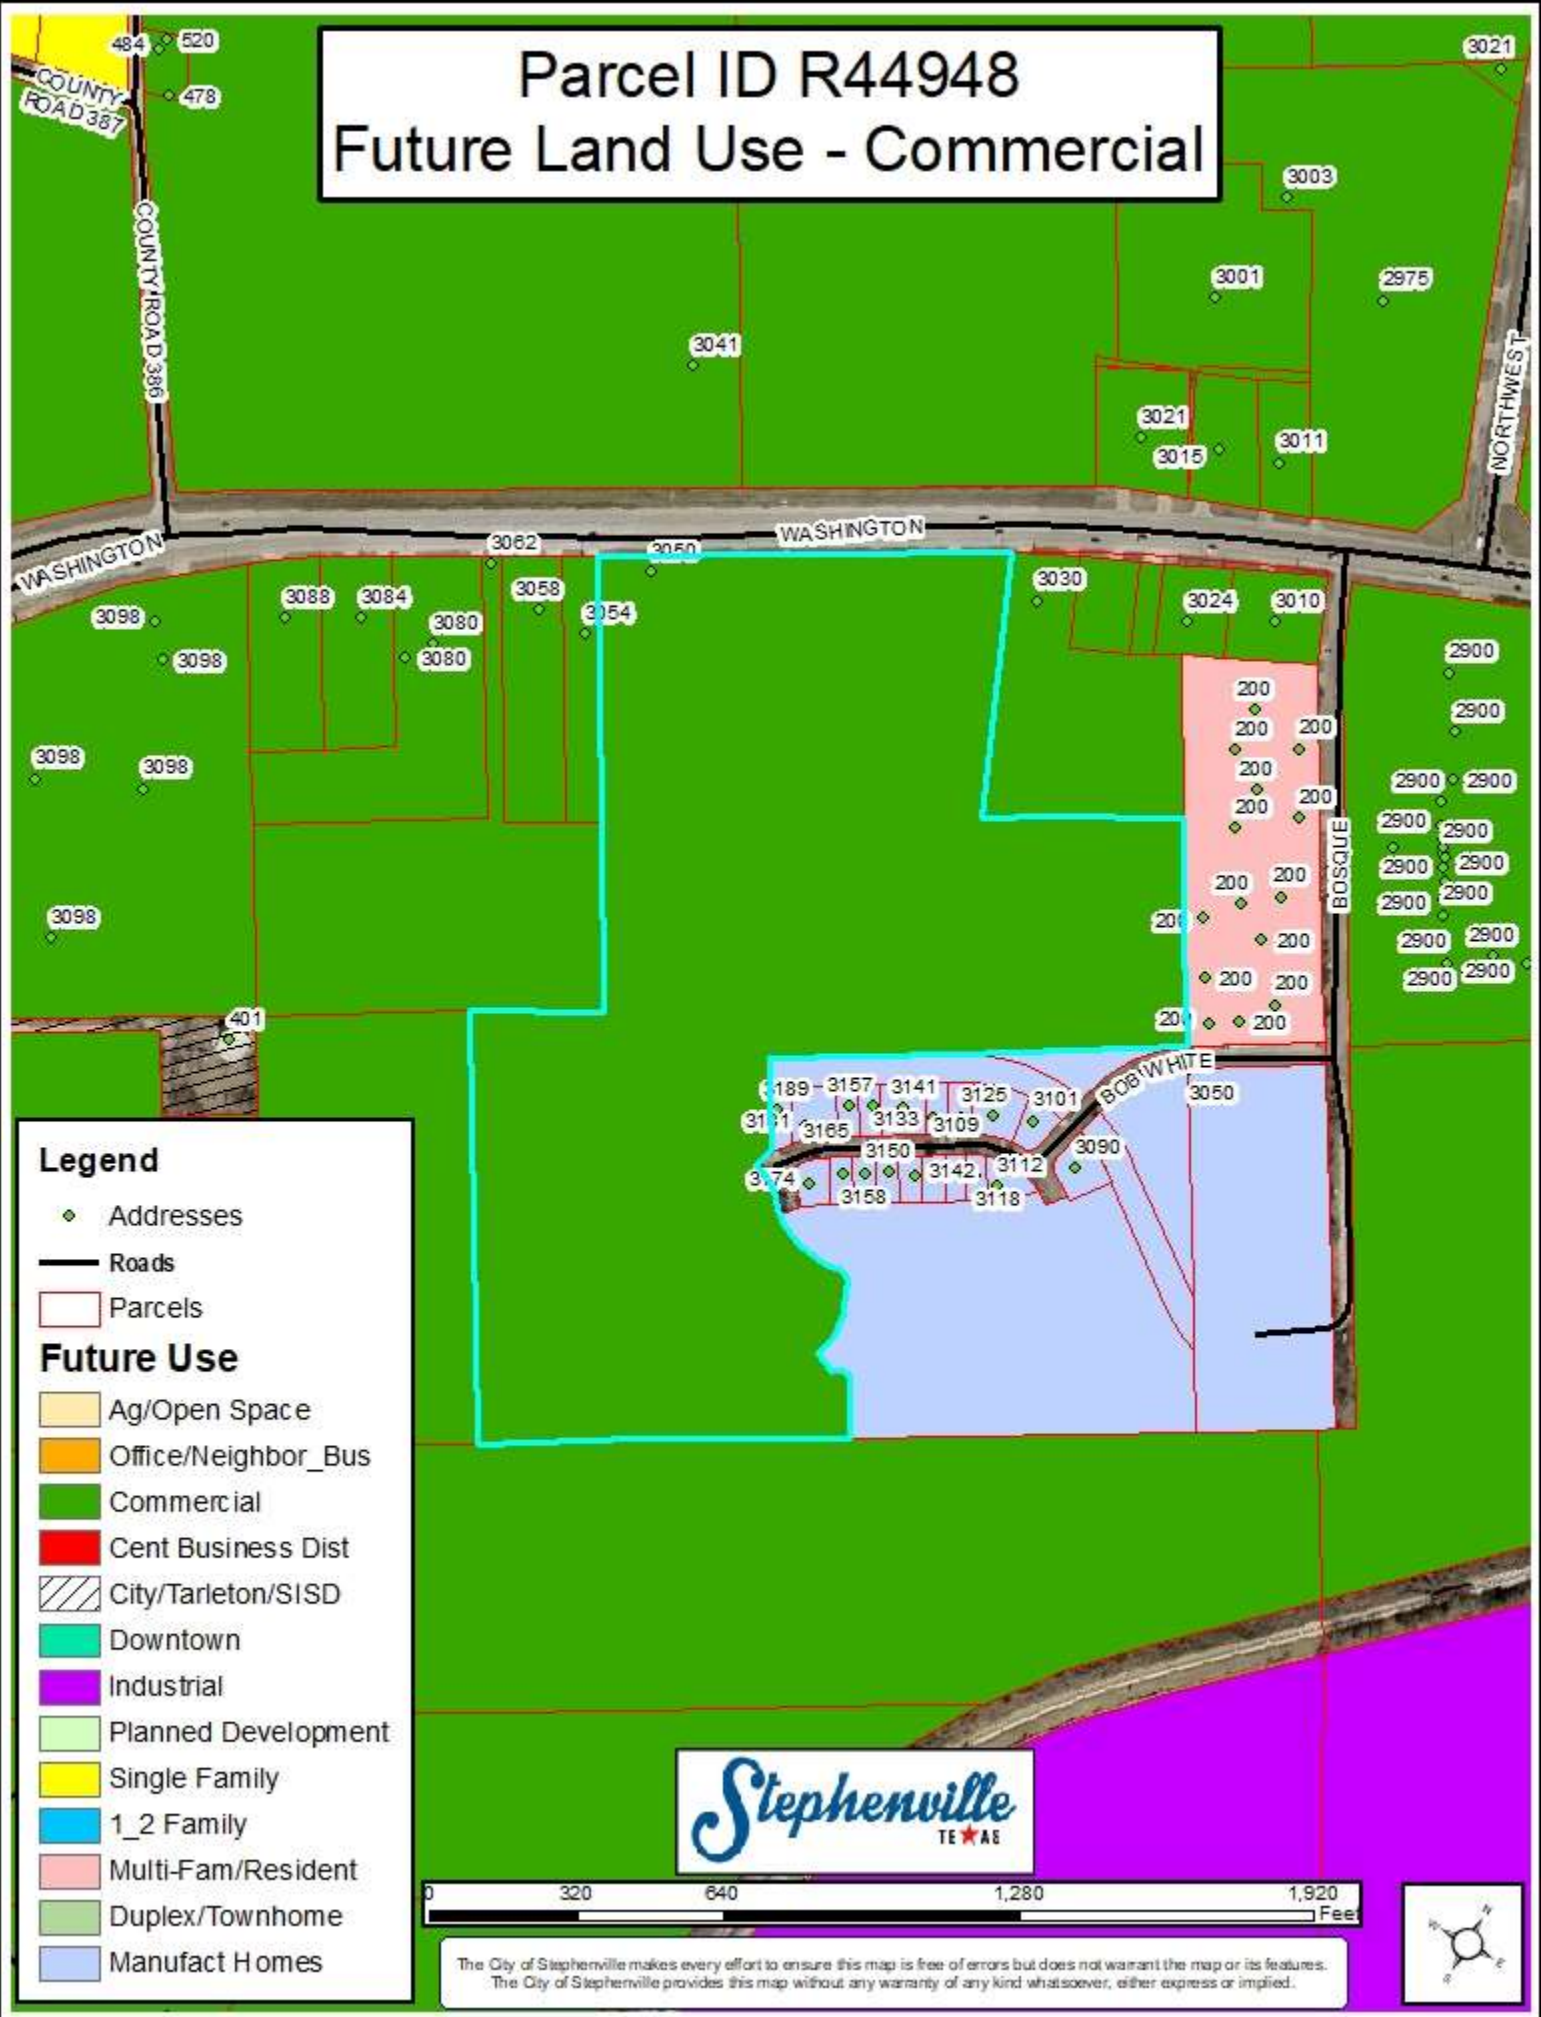 Parcel ID R44948
Future Land Use - Commercial
484
520
478
COUNTY
ROAD 387
COUNTY ROAD 386
3021
3003
3001
2975
3041
3021
3015
3011
NORTHWEST
WASHINGTON
WASHINGTON
3062
3050
3058
3054
3088
3084
3080
3080
3098
3098
3098
3098
3098
3030
3024
3010
200
200
200
200
200
200
200
200
200
200
200
200
200
200
BOSQUE
2900
2900
2900
2900
2900
2900
2900
2900
2900
2900
2900
2900
2900
2900
401
BOB WHITE
3050
3189
3157
3141
3125
3101
3165
3133
3109
3150
3142
3112
3090
3174
3158
3118
Legend
Addresses
Roads
Parcels
Future Use
Ag/Open Space
Office/Neighbor_Bus
Commercial
Cent Business Dist
City/Tarleton/SISD
Downtown
Industrial
Planned Development
Single Family
1_2 Family
Multi-Fam/Resident
Duplex/Townhome
Manufact Homes
Stephenville
TEXAS
0 320 640 1,280 1,920
Feet
N
W
E
S
The City of Stephenville makes every effort to ensure this map is free of errors but does not warrant the map or its features.
The City of Stephenville provides this map without any warranty of any kind whatsoever, either express or implied.